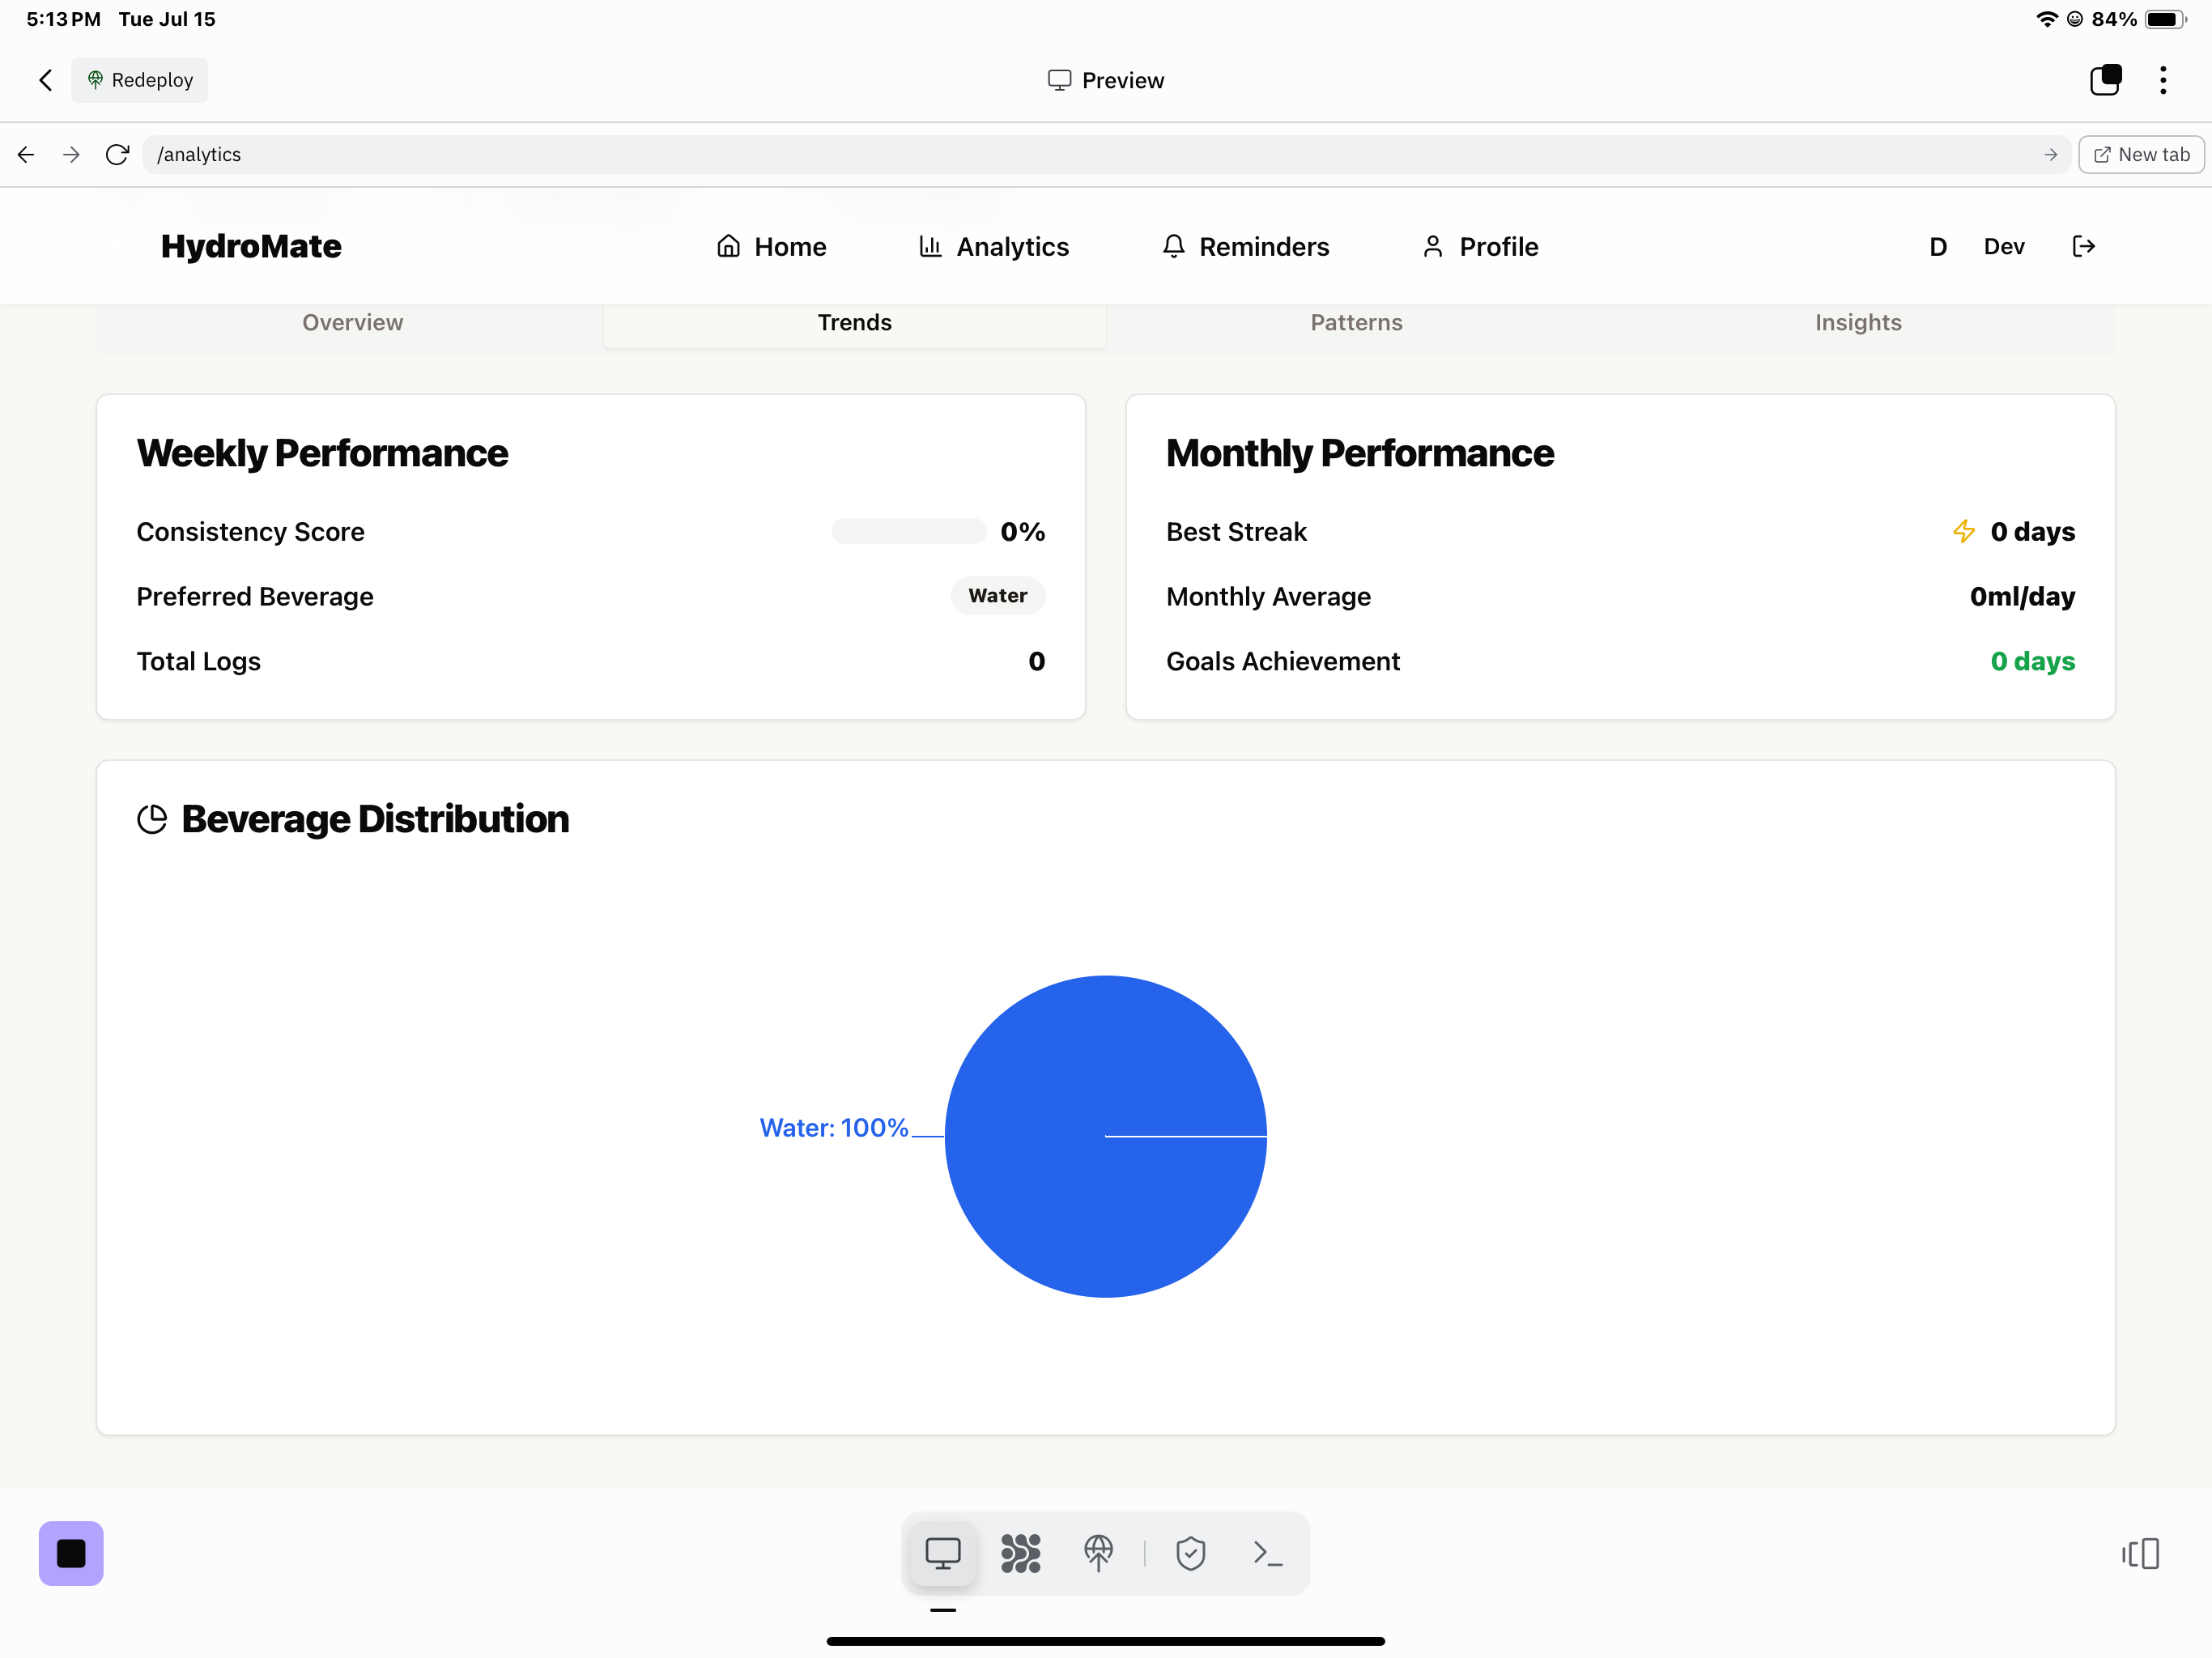 5:13 PM Tue Jul 15
84%
Redeploy
Preview
/analytics
New tab
HydroMate
Home
Analytics
Reminders
Profile
D
Dev
Overview
Trends
Patterns
Insights
Weekly Performance
Consistency Score
0%
Preferred Beverage
Water
Total Logs
0
Monthly Performance
Best Streak
0 days
Monthly Average
0ml/day
Goals Achievement
0 days
Beverage Distribution
Water: 100%